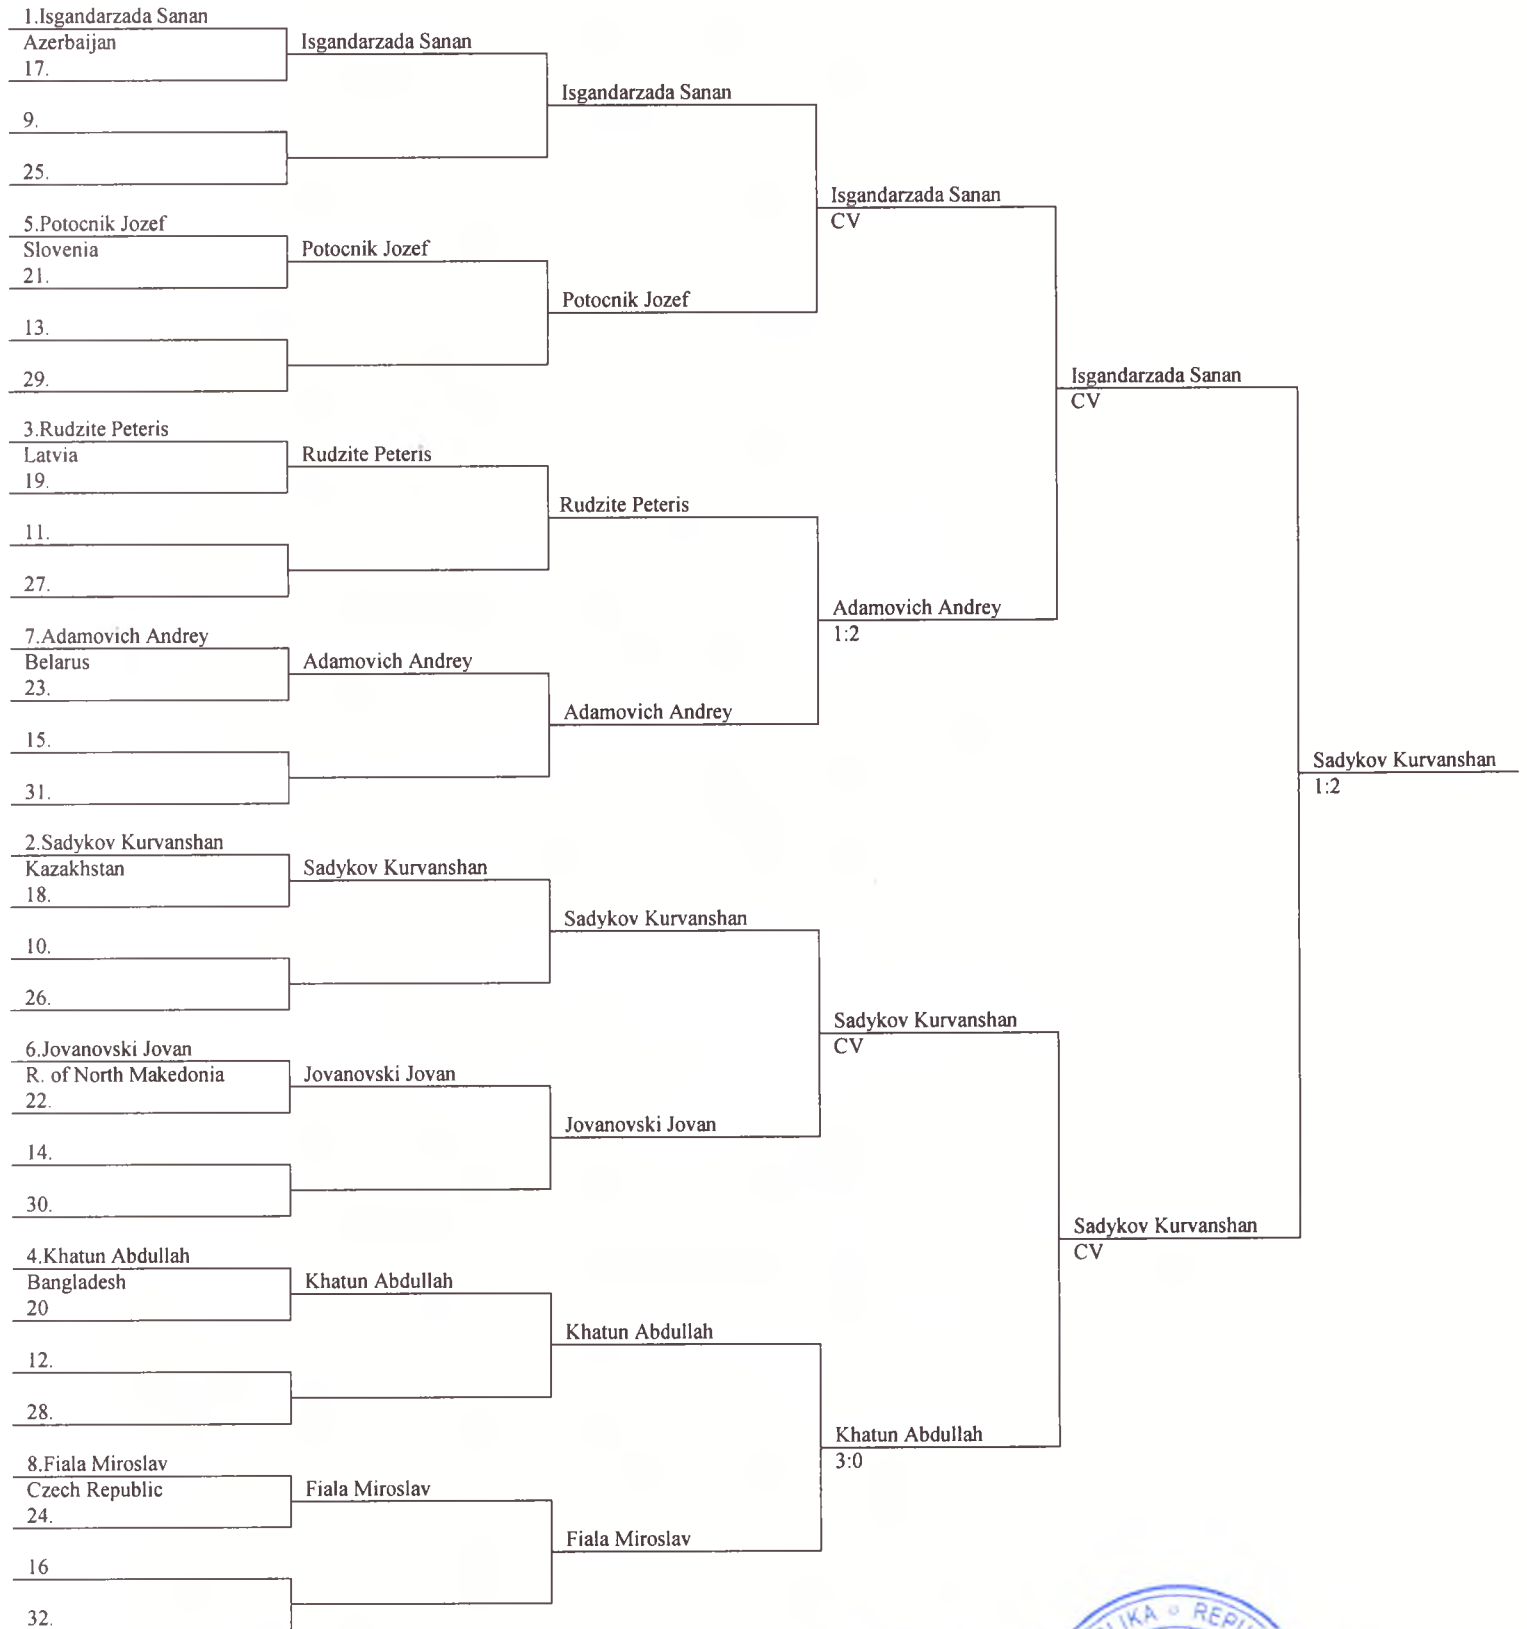 1.Isgandarzada Sanan
Azerbaijan
17.
9.
25.
5.Potocnik Jozef
Slovenia
21.
13.
29.
3.Rudzite Peteris
Latvia
19.
11.
27.
7.Adamovich Andrey
Belarus
23.
15.
31.
2.Sadykov Kurvanshan
Kazakhstan
18.
10.
26.
6.Jovanovski Jovan
R. of North Makedonia
22.
14.
30.
4.Khatun Abdullah
Bangladesh
20
12.
28.
8.Fiala Miroslav
Czech Republic
24.
16
32.
Isgandarzada Sanan
Potocnik Jozef
Rudzite Peteris
Adamovich Andrey
Sadykov Kurvanshan
Jovanovski Jovan
Khatun Abdullah
Fiala Miroslav
Isgandarzada Sanan
Potocnik Jozef
Rudzite Peteris
Adamovich Andrey
Sadykov Kurvanshan
Jovanovski Jovan
Khatun Abdullah
Fiala Miroslav
Isgandarzada Sanan
CV
Adamovich Andrey
1:2
Sadykov Kurvanshan
CV
Khatun Abdullah
3:0
Isgandarzada Sanan
CV
Sadykov Kurvanshan
CV
Sadykov Kurvanshan
1:2